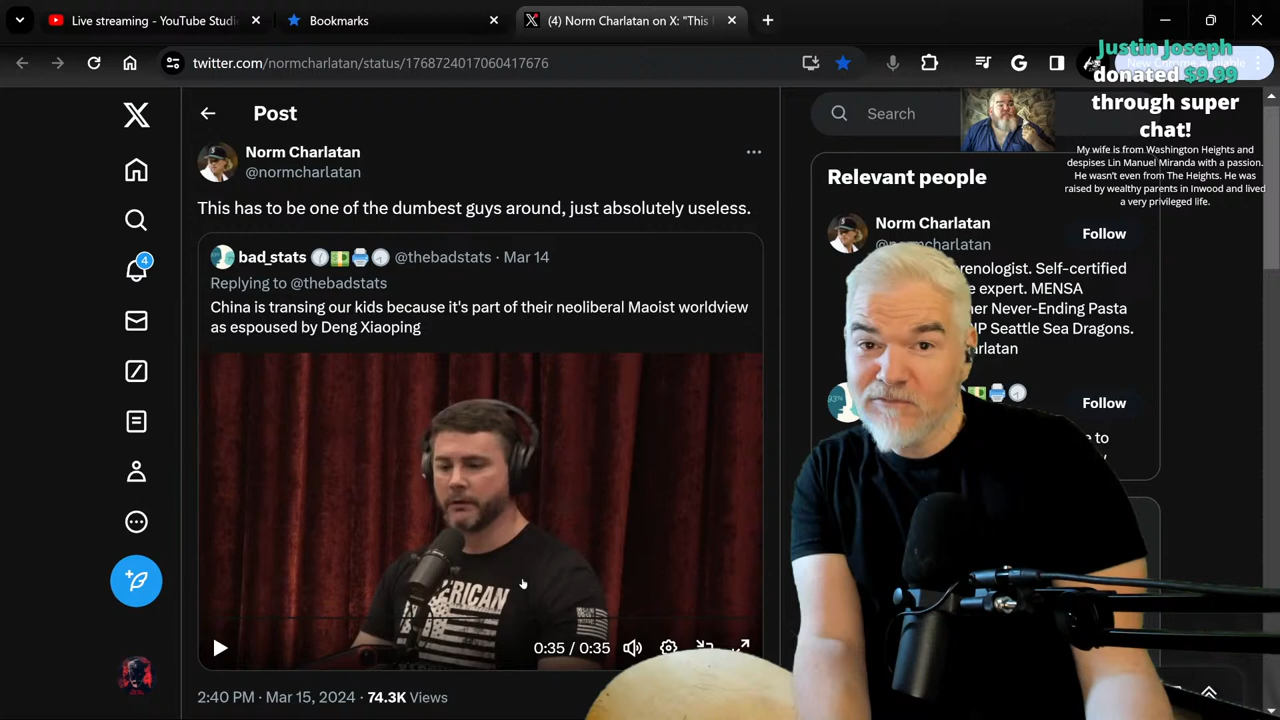 Live streaming - YouTube Studi
Bookmarks
(4) Norm Charlatan on X: "This
twitter.com/normcharlatan/status/1768724017060417676
New Chrome available
Justin Joseph
donated $9.99
through super
chat!
My wife is from Washington Heights and
despises Lin Manuel Miranda with a passion.
He wasn't even from The Heights. He was
raised by wealthy parents in Inwood and lived
a very privileged life.
Post
Search
Norm Charlatan
@normcharlatan
This has to be one of the dumbest guys around, just absolutely useless.
bad_stats @thebadstats · Mar 14
Replying to @thebadstats
China is transing our kids because it's part of their neoliberal Maoist worldview
as espoused by Deng Xiaoping
0:35 / 0:35
2:40 PM · Mar 15, 2024 · 74.3K Views
4
Relevant people
Norm Charlatan
@normcharlatan
Follow
renologist. Self-certified
expert. MENSA
Never-Ending Pasta
Seattle Sea Dragons.
93%
Follow